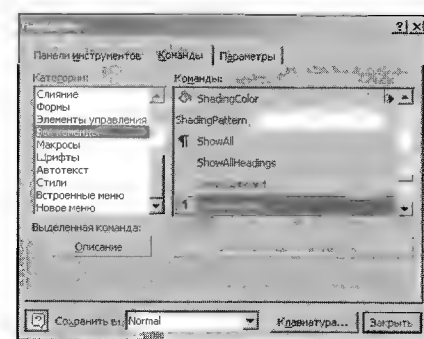 Панели инструментов Команды Параметры
Категории: Команды:
Слияние
Формы
Элементы управления
Все команды
Макросы
Шрифты
Автотекст
Стили
Встроенные меню
Новое меню
ShadingColor
ShadingPattern
ShowAll
ShowAllHeadings
Выделенная команда:
Описание
Сохранить в: Normal
Клавиатура... Закрыть